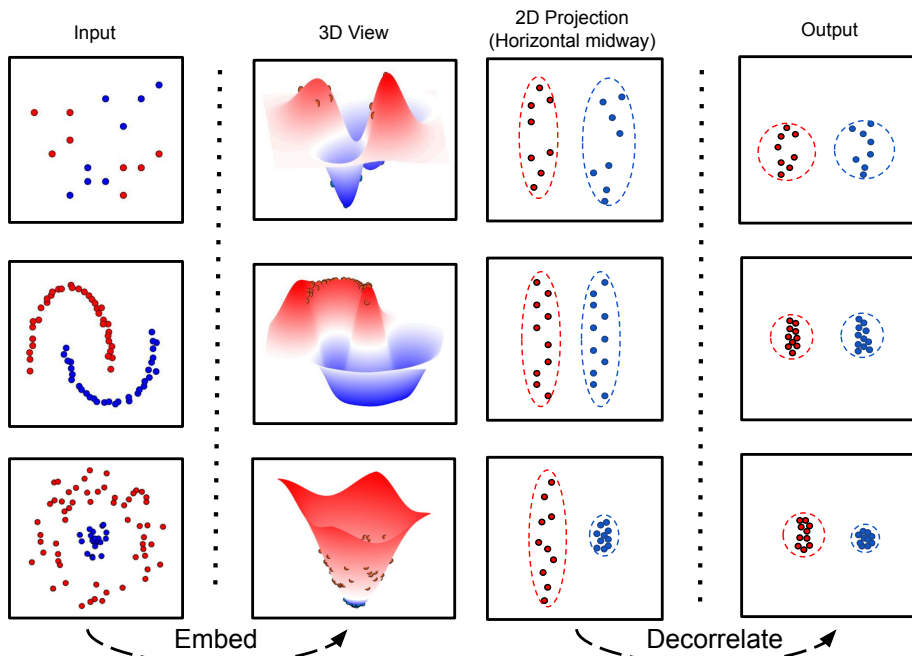 Input
3D View
2D Projection
(Horizontal midway)
Output
Embed
Decorrelate